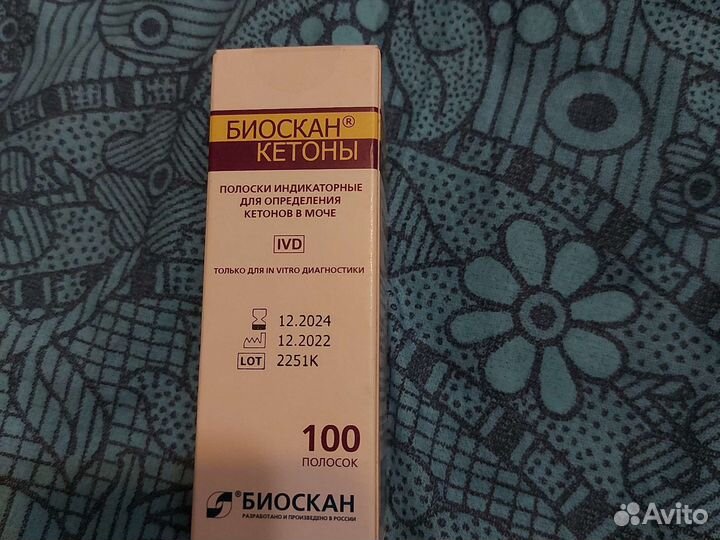 БИОСКАН®
КЕТОНЫ
ПОЛОСКИ ИНДИКАТОРНЫЕ
ДЛЯ ОПРЕДЕЛЕНИЯ
КЕТОНОВ В МОЧЕ
IVD
ТОЛЬКО ДЛЯ IN VITRO ДИАГНОСТИКИ
12.2024
12.2022
LOT 2251K
100
ПОЛОСОК
®БИОСКАН
РАЗРАБОТАНО И ПРОИЗВЕДЕНО В РОССИИ
Avito